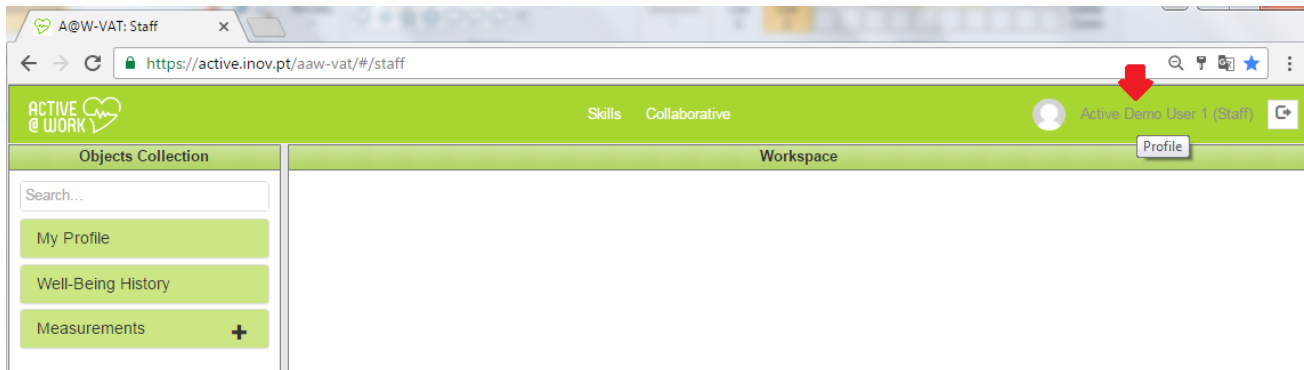 A@W-VAT: Staff
https://active.inov.pt/aaw-vat/#/staff
ACTIVE
@ WORK
Skills Collaborative
Active Demo User 1 (Staff)
Profile
Objects Collection
Workspace
Search...
My Profile
Well-Being History
Measurements